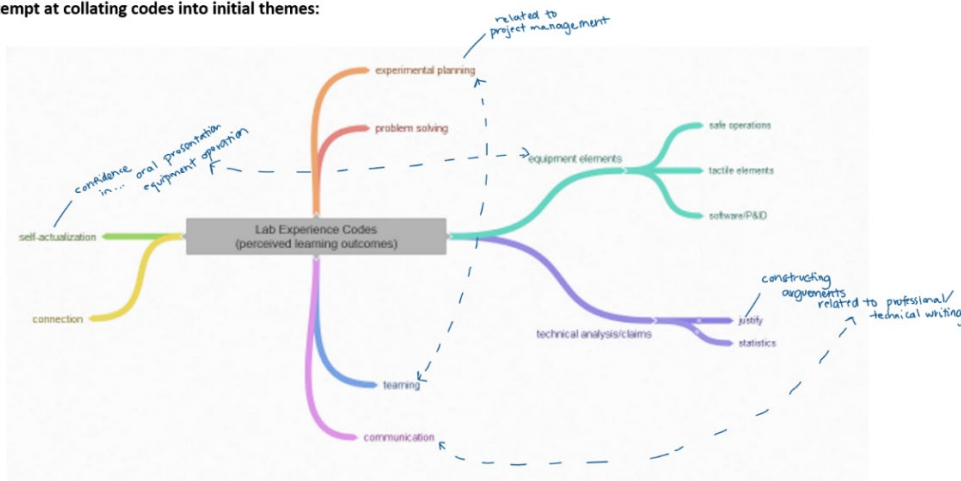 empt at collating codes into initial themes:
related to
project management
experimental planning
problem solving
confidence
in... oral presentation
equipment operation
equipment elements
safe operations
tactile elements
software/P&ID
self-actualization
Lab Experience Codes
(perceived learning outcomes)
connection
constructing
arguements
related to professional/
technical writing
technical analysis/claims
justify
statistics
teaming
communication